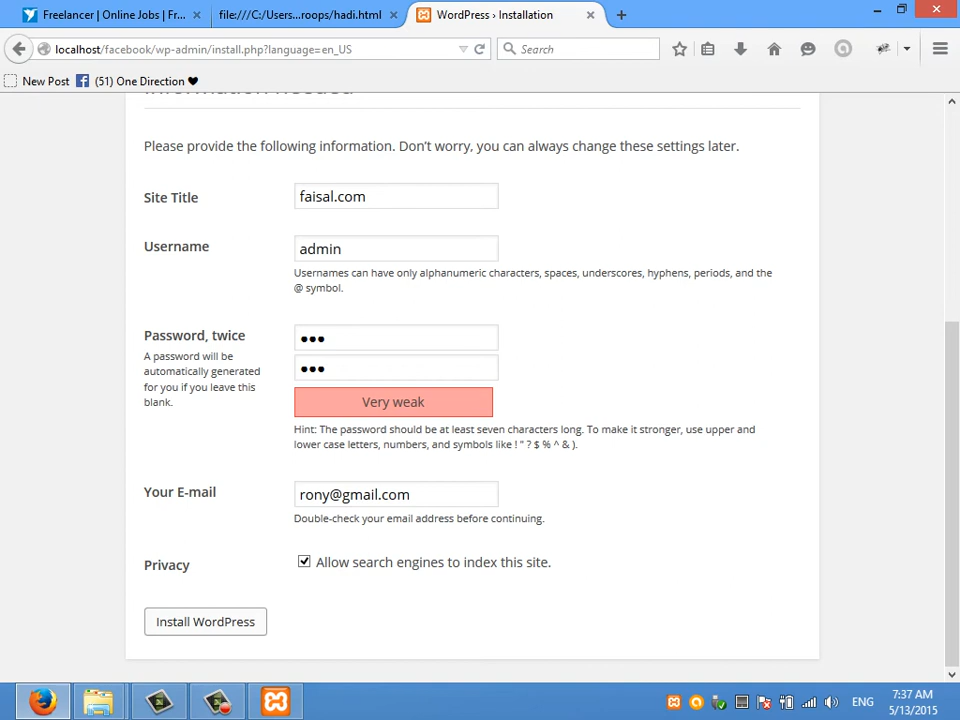 Freelancer | Online Jobs | Fr...
file:///C:/Users...roops/hadi.html
WordPress › Installation
localhost/facebook/wp-admin/install.php?language=en_US
Search
New Post
(51) One Direction ♥
Information Needed
Please provide the following information. Don't worry, you can always change these settings later.
Site Title
faisal.com
Username
admin
Usernames can have only alphanumeric characters, spaces, underscores, hyphens, periods, and the
@ symbol.
Password, twice
A password will be
automatically generated
for you if you leave this
blank.
•••
•••
Very weak
Hint: The password should be at least seven characters long. To make it stronger, use upper and
lower case letters, numbers, and symbols like ! " ? $ % ^ & ).
Your E-mail
rony@gmail.com
Double-check your email address before continuing.
Privacy
Allow search engines to index this site.
Install WordPress
ENG
7:37 AM
5/13/2015